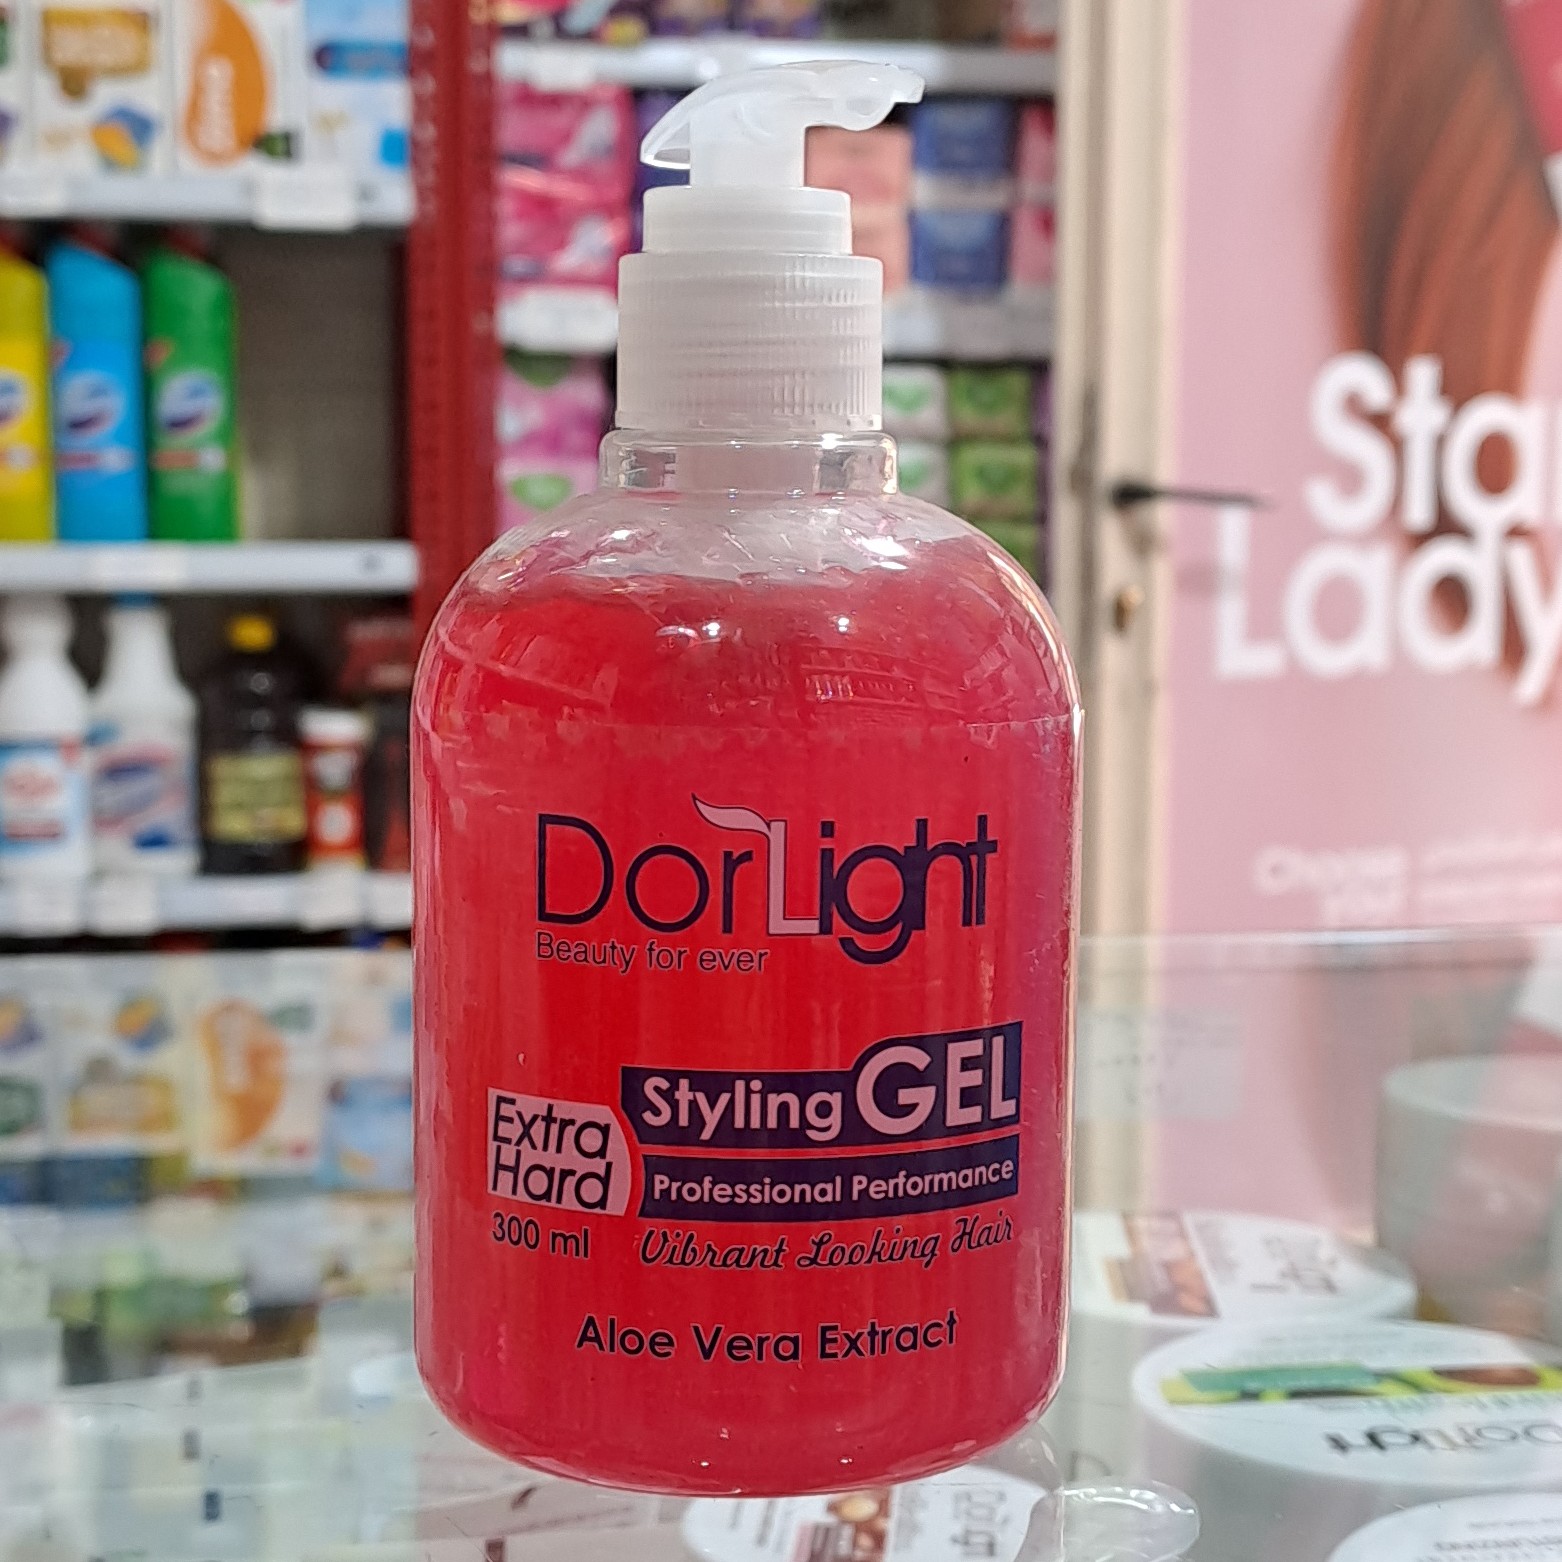 DorLight
Beauty for ever
Styling GEL
Extra
Hard
Professional Performance
300 ml
Vibrant Looking Hair
Aloe Vera Extract
Lady